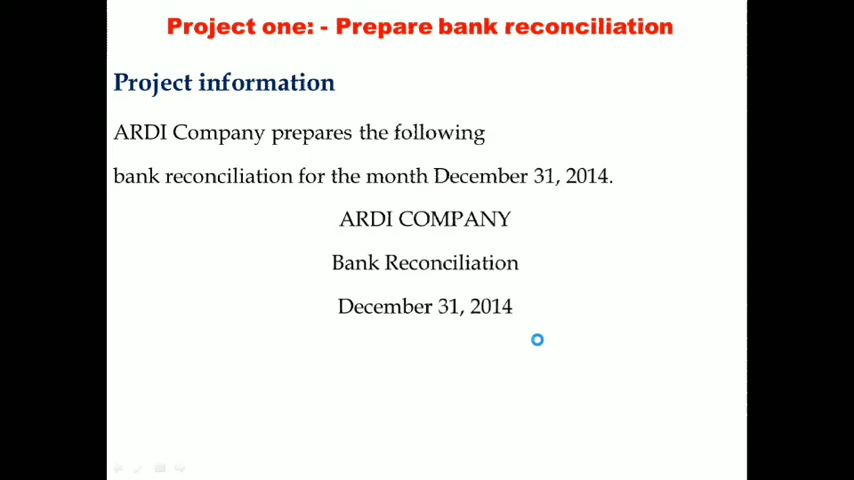 Project one: - Prepare bank reconciliation
Project information
ARDI Company prepares the following
bank reconciliation for the month December 31, 2014.
ARDI COMPANY
Bank Reconciliation
December 31, 2014